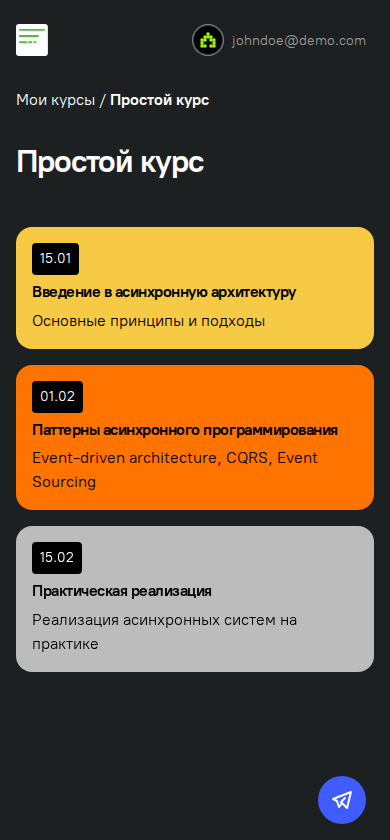 johndoe@demo.com
Мои курсы / Простой курс
Простой курс
15.01
Введение в асинхронную архитектуру
Основные принципы и подходы
01.02
Паттерны асинхронного программирования
Event-driven architecture, CQRS, Event
Sourcing
15.02
Практическая реализация
Реализация асинхронных систем на
практике